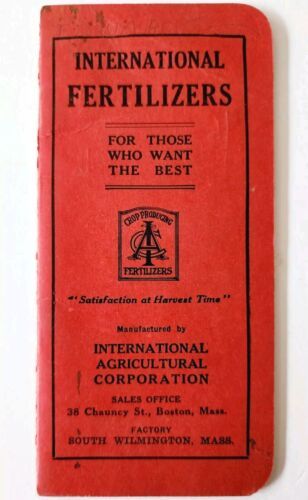 INTERNATIONAL
FERTILIZERS
FOR THOSE
WHO WANT
THE BEST
CROP PRODUCING
IAC
FERTILIZERS
"Satisfaction at Harvest Time"
Manufactured by
INTERNATIONAL
AGRICULTURAL
CORPORATION
SALES OFFICE
38 Chauncy St., Boston, Mass.
FACTORY
SOUTH WILMINGTON, MASS.